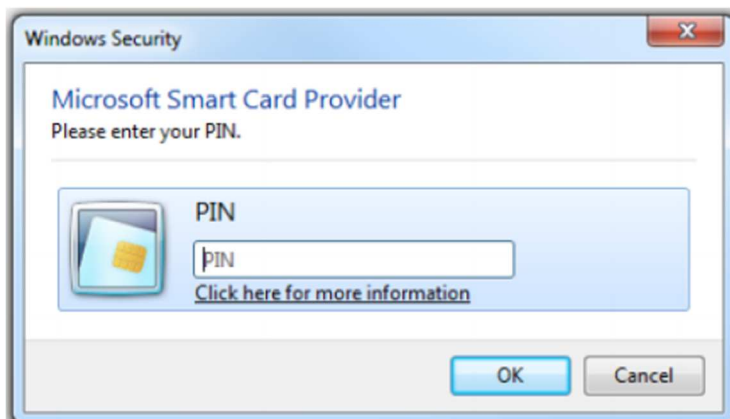 Windows Security
Microsoft Smart Card Provider
Please enter your PIN.
PIN
PIN
Click here for more information
OK
Cancel